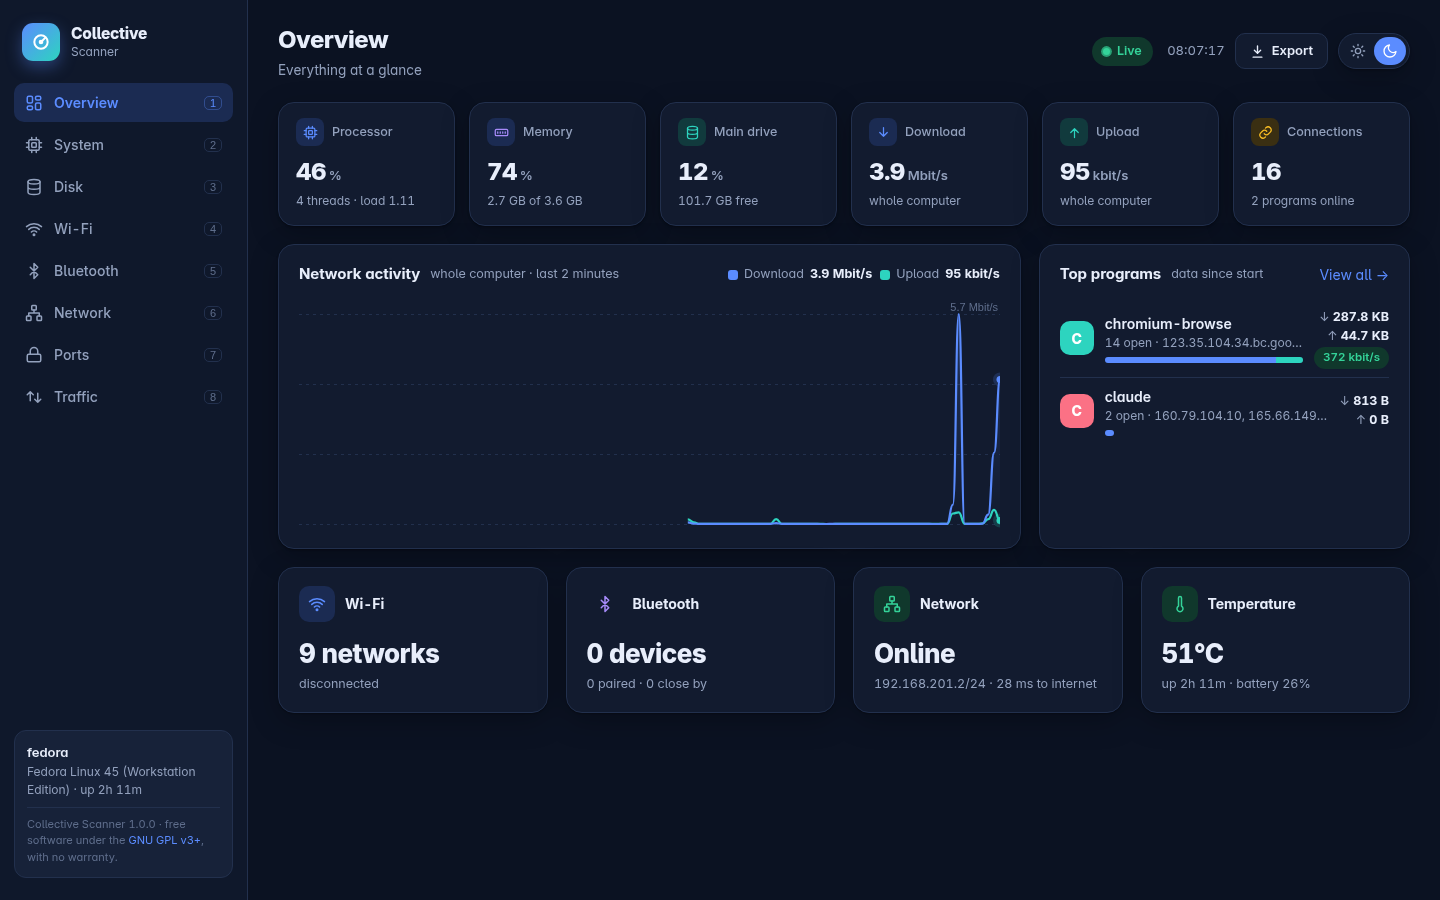 Collective
Scanner
Overview 1
System 2
Disk 3
Wi-Fi 4
Bluetooth 5
Network 6
Ports 7
Traffic 8
fedora
Fedora Linux 45 (Workstation
Edition) · up 2h 11m
Collective Scanner 1.0.0 · free
software under the GNU GPL v3+,
with no warranty.
Overview
Everything at a glance
Live 08:07:17 Export
Processor
46 %
4 threads · load 1.11
Memory
74 %
2.7 GB of 3.6 GB
Main drive
12 %
101.7 GB free
Download
3.9 Mbit/s
whole computer
Upload
95 kbit/s
whole computer
Connections
16
2 programs online
Network activity whole computer · last 2 minutes
Download 3.9 Mbit/s Upload 95 kbit/s
5.7 Mbit/s
Top programs data since start View all →
C
chromium-browse
14 open · 123.35.104.34.bc.goo...
↓ 287.8 KB
↑ 44.7 KB
372 kbit/s
C
claude
2 open · 160.79.104.10, 165.66.149...
↓ 813 B
↑ 0 B
Wi-Fi
9 networks
disconnected
Bluetooth
0 devices
0 paired · 0 close by
Network
Online
192.168.201.2/24 · 28 ms to internet
Temperature
51°C
up 2h 11m · battery 26%